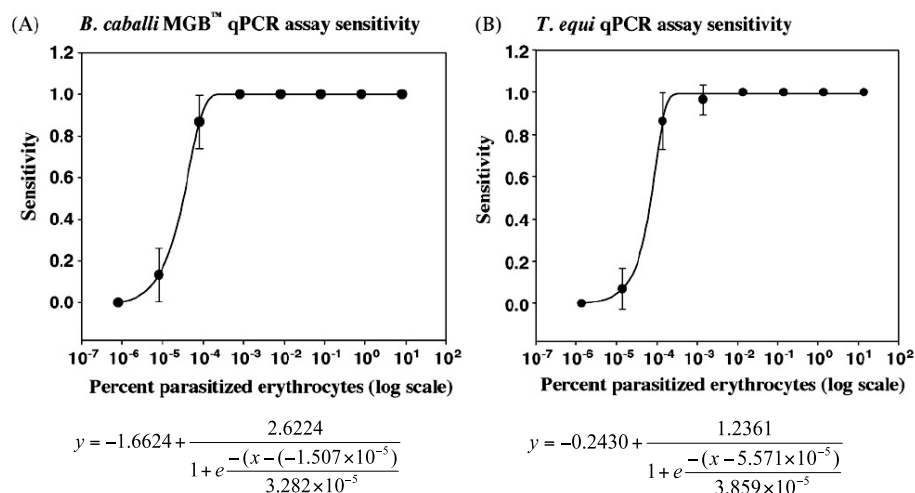 (A) B. caballi MGB™ qPCR assay sensitivity
1.2
1.0
0.8
0.6
0.4
0.2
0.0
Sensitivity
10⁻⁷ 10⁻⁶ 10⁻⁵ 10⁻⁴ 10⁻³ 10⁻² 10⁻¹ 10⁰ 10¹ 10²
Percent parasitized erythrocytes (log scale)
y = −1.6624 + 2.6224 / 1 + e −(x − (−1.507×10⁻⁵) / 3.282×10⁻⁵
(B) T. equi qPCR assay sensitivity
1.2
1.0
0.8
0.6
0.4
0.2
0.0
Sensitivity
10⁻⁷ 10⁻⁶ 10⁻⁵ 10⁻⁴ 10⁻³ 10⁻² 10⁻¹ 10⁰ 10¹ 10²
Percent parasitized erythrocytes (log scale)
y = −0.2430 + 1.2361 / 1 + e −(x − 5.571×10⁻⁵) / 3.859×10⁻⁵